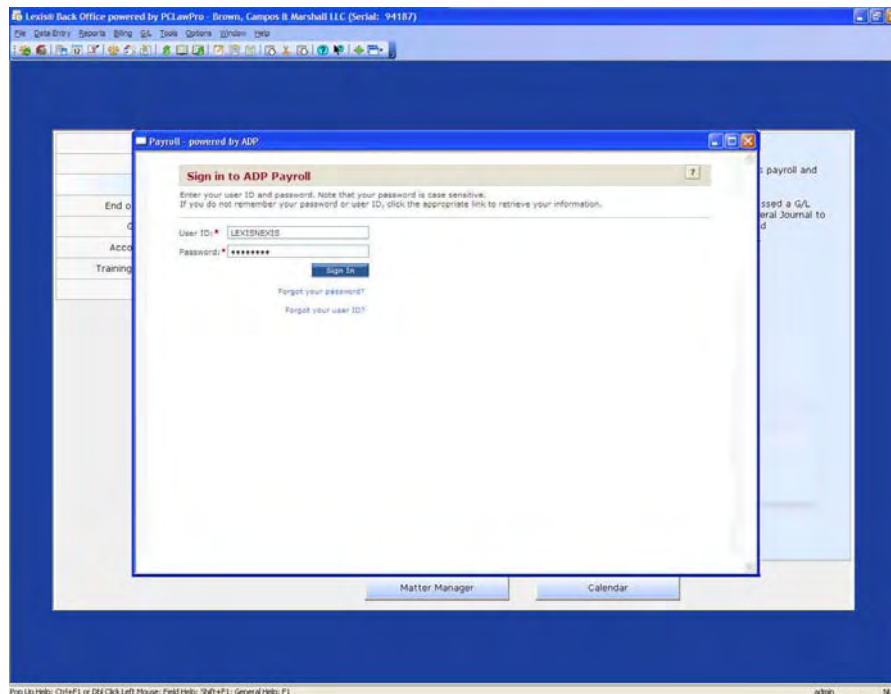 Lexis® Back Office powered by PCLawPro - Brown, Campos & Marshall LLC (Serial: 94187)
File Data Entry Reports Billing G/L Tools Options Window Help
Payroll - powered by ADP
Sign in to ADP Payroll
?
Enter your user ID and password. Note that your password is case sensitive.
If you do not remember your password or user ID, click the appropriate link to retrieve your information.
User ID:* LEXISNEXIS
Password:* ••••••••
Sign In
Forgot your password?
Forgot your user ID?
s payroll and
End o
ssed a G/L
eral Journal to
d
Acco
Training
Matter Manager
Calendar
Pop Up Help: Ctrl+F1 or Dbl Click Left Mouse; Field Help: Shift+F1; General Help: F1
admin